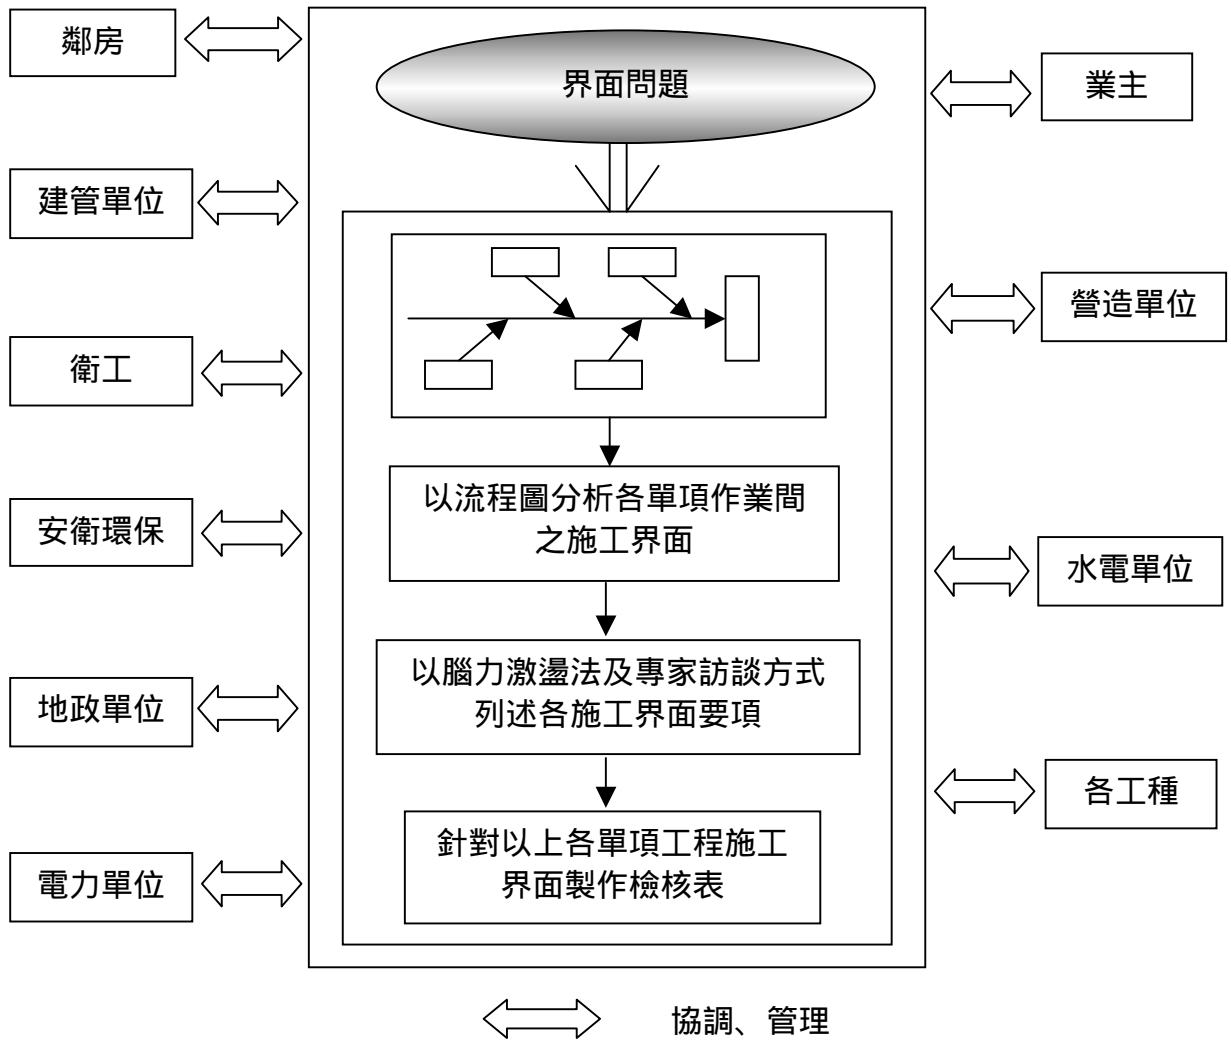 鄰房
界面問題
業主
建管單位
營造單位
衛工
以流程圖分析各單項作業間
之施工界面
安衛環保
水電單位
以腦力激盪法及專家訪談方式
列述各施工界面要項
地政單位
各工種
針對以上各單項工程施工
界面製作檢核表
電力單位
協調、管理